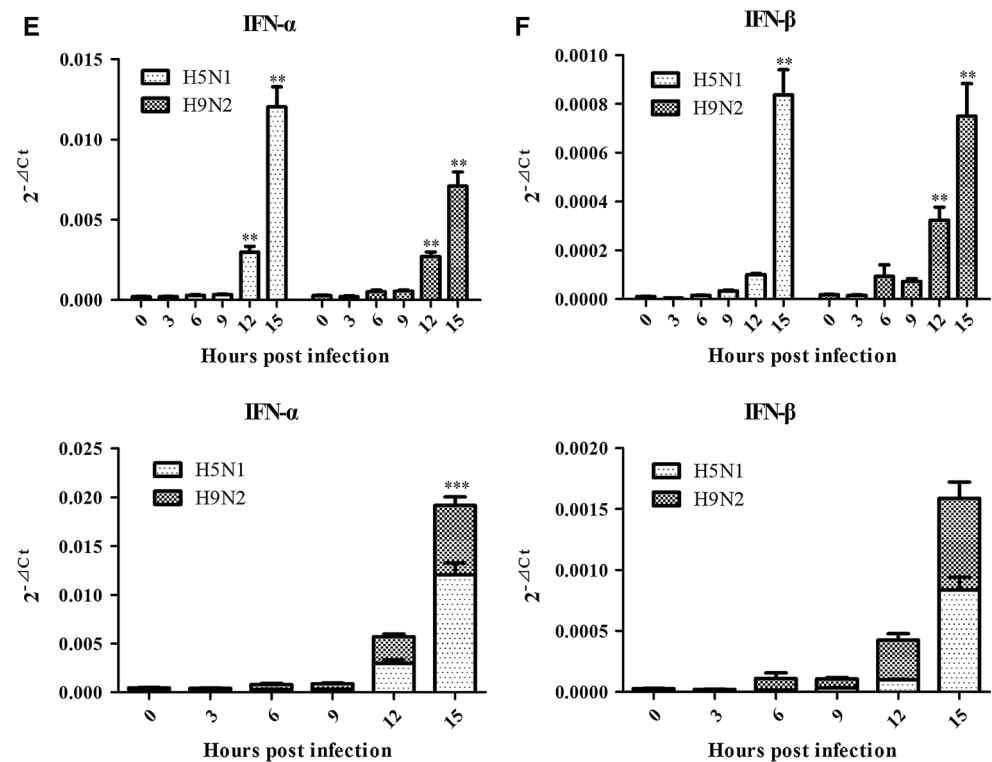 E
IFN-α
0.015
0.010
0.005
0.000
2-ΔCt
H5N1
H9N2
**
**
**
**
0 3 6 9 12 15 0 3 6 9 12 15
Hours post infection
F
IFN-β
0.0010
0.0008
0.0006
0.0004
0.0002
0.0000
2-ΔCt
H5N1
H9N2
**
**
**
0 3 6 9 12 15 0 3 6 9 12 15
Hours post infection
IFN-α
0.025
0.020
0.015
0.010
0.005
0.000
2-ΔCt
H5N1
H9N2
***
0 3 6 9 12 15
Hours post infection
IFN-β
0.0020
0.0015
0.0010
0.0005
0.0000
2-ΔCt
H5N1
H9N2
0 3 6 9 12 15
Hours post infection